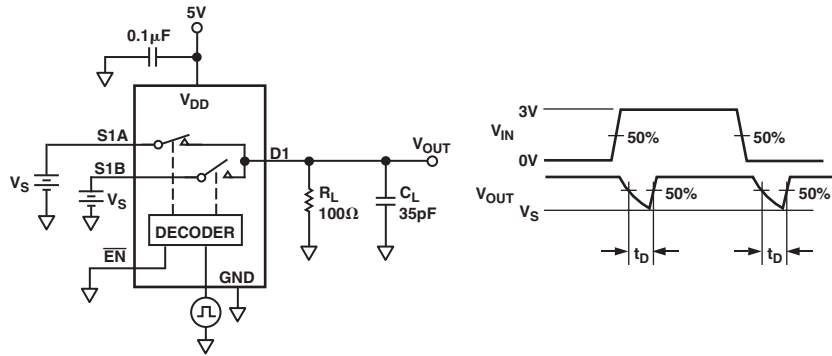 5V
0.1µF
V_DD
S1A
D1
V_OUT
S1B
V_S
V_S
R_L
100Ω
C_L
35pF
DECODER
E̅N̅
GND
3V
V_IN
50%
50%
0V
V_OUT
50%
50%
V_S
t_D
t_D